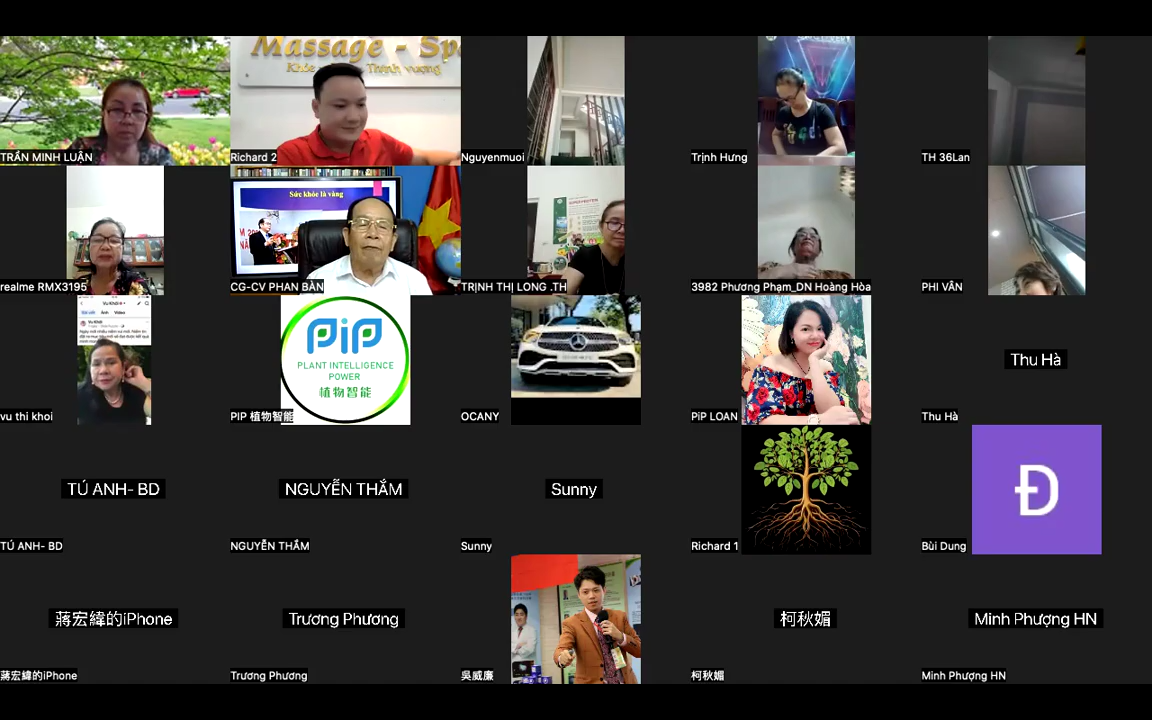 Massage - Spa
TRẦN MINH LUẬN
Richard 2
Nguyenmuoi
Trịnh Hưng
TH 36Lan
Sức khỏe là vàng
realme RMX3195
CG-CV PHAN BÀN
TRỊNH THỊ LONG .TH
3982 Phương Phạm_DN Hoàng Hòa
PHI VÂN
PiP
PLANT INTELLIGENCE
POWER
植物智能
Thu Hà
vu thi khoi
PIP 植物智能
OCANY
PiP LOAN
Thu Hà
TÚ ANH- BD
NGUYỄN THẮM
Sunny
Đ
TÚ ANH- BD
NGUYỄN THẮM
Sunny
Richard 1
Bùi Dung
蔣宏緯的iPhone
Trương Phương
柯秋媚
Minh Phượng HN
蔣宏緯的iPhone
Trương Phương
吳威廉
柯秋媚
Minh Phượng HN